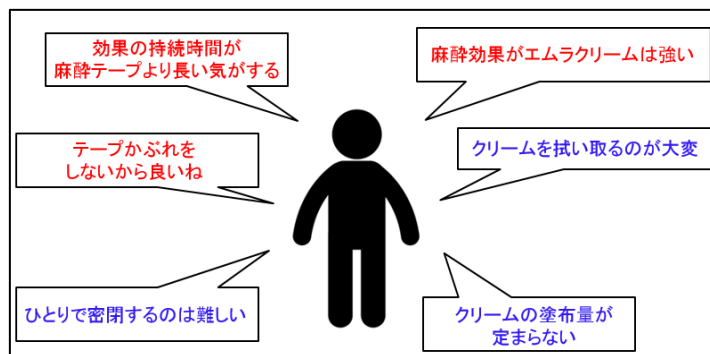 効果の持続時間が
麻酔テープより長い気がする
麻酔効果がエムラクリームは強い
テープかぶれを
しないから良いね
クリームを拭い取るのが大変
ひとりで密閉するのは難しい
クリームの塗布量が
定まらない